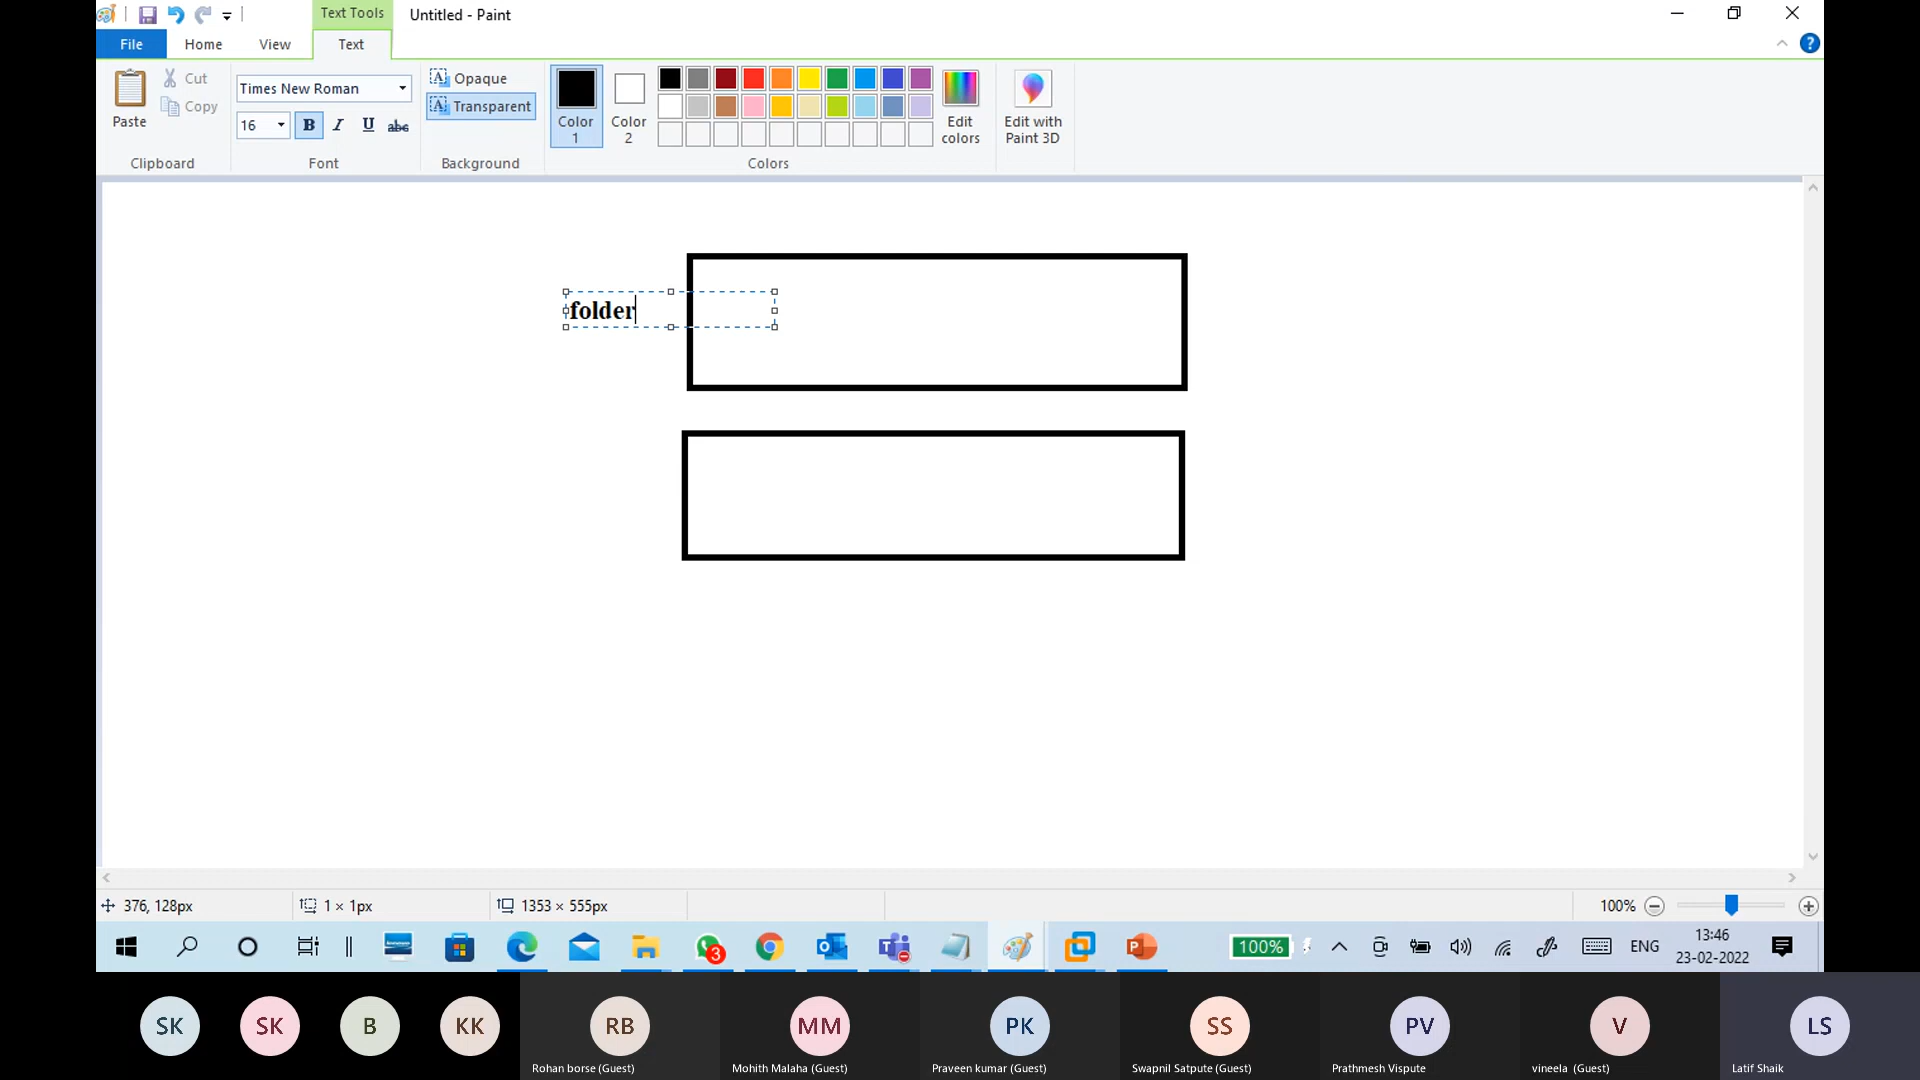 Text Tools
Untitled - Paint
File Home View Text
Paste
Cut
Copy
Clipboard
Times New Roman
16 B I U abc
Font
Opaque
Transparent
Background
Color 1
Color 2
Colors
Edit colors
Edit with Paint 3D
folder
376, 128px
1 × 1px
1353 × 555px
100%
3
100%
ENG
13:46
23-02-2022
SK
SK
B
KK
RB
MM
PK
SS
PV
V
LS
Rohan borse (Guest)
Mohith Malaha (Guest)
Praveen kumar (Guest)
Swapnil Satpute (Guest)
Prathmesh Vispute
vineela (Guest)
Latif Shaik